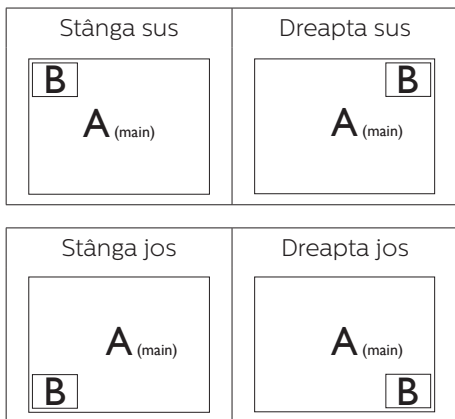 Stânga sus Dreapta sus
B B
A (main) A (main)
Stânga jos Dreapta jos
A (main) A (main)
B B